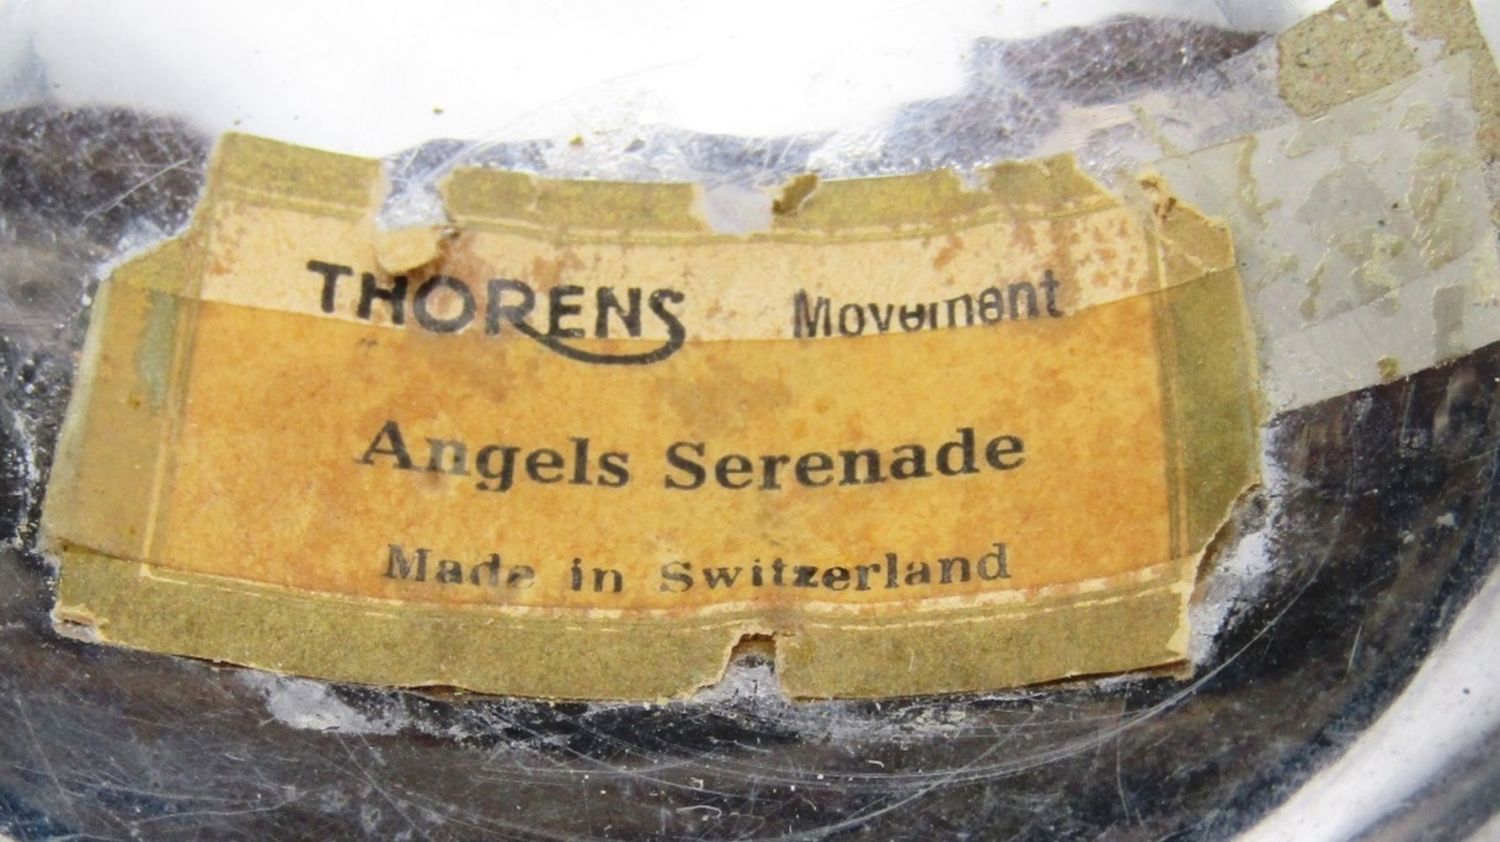 THORENS Movement
Angels Serenade
Made in Switzerland